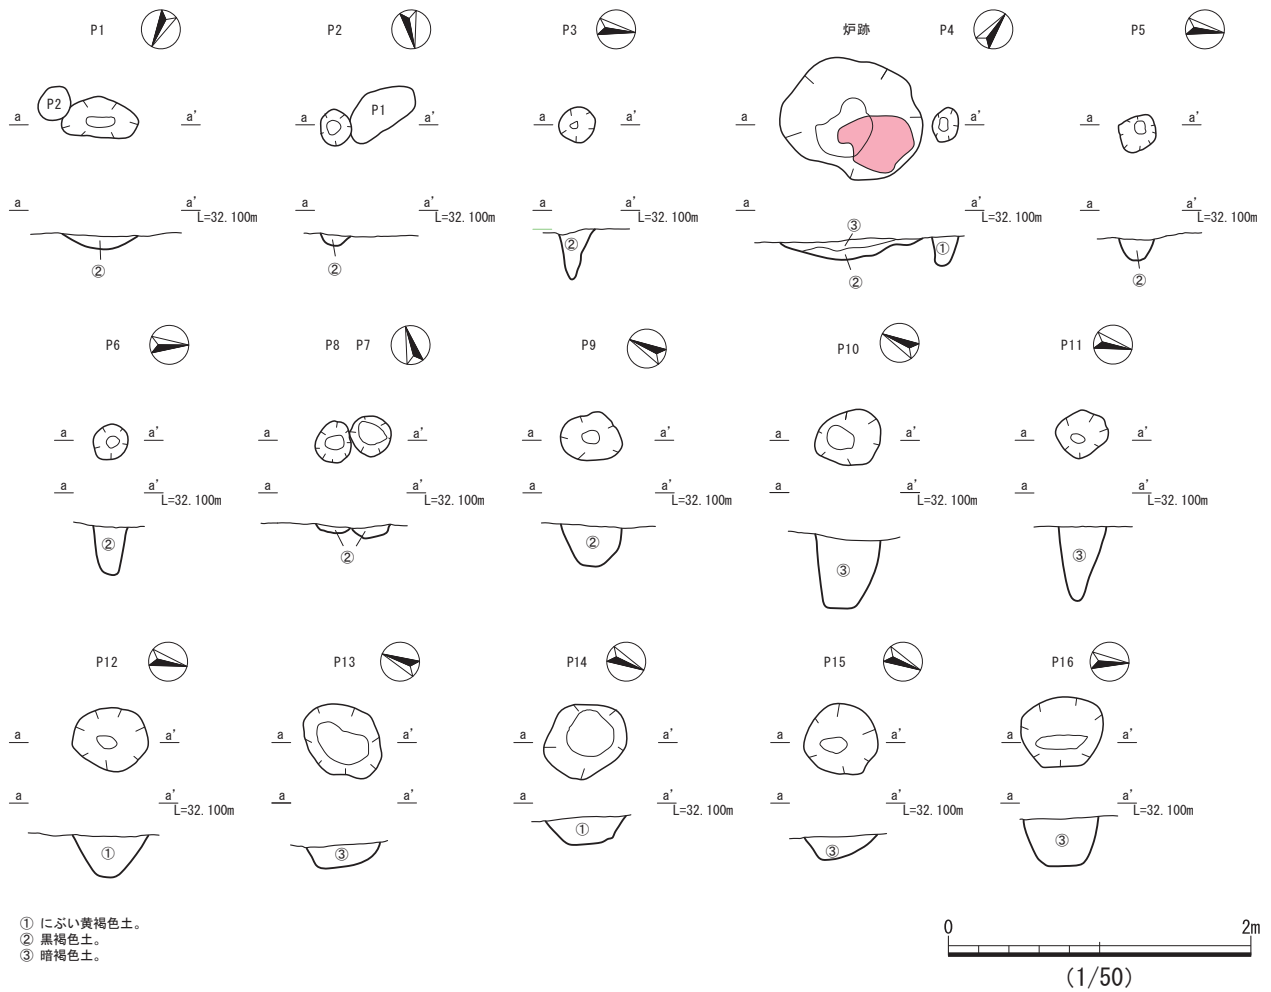 P1
P2
P3
炉跡 P4
P5
P2
P1
a a'
a a'
a a'
a a'
a a'
a a' L=32.100m
a a' L=32.100m
a a' L=32.100m
a a' L=32.100m
a a' L=32.100m
②
②
②
③
②
①
②
P6
P8 P7
P9
P10
P11
a a'
a a'
a a'
a a'
a a'
a a' L=32.100m
a a' L=32.100m
a a' L=32.100m
a a' L=32.100m
a a' L=32.100m
②
②
②
③
③
P12
P13
P14
P15
P16
a a'
a a'
a a'
a a'
a a'
a a' L=32.100m
a a'
a a' L=32.100m
a a' L=32.100m
a a' L=32.100m
①
③
①
③
③
① にぶい黄褐色土。
② 黒褐色土。
③ 暗褐色土。
0 2m
(1/50)